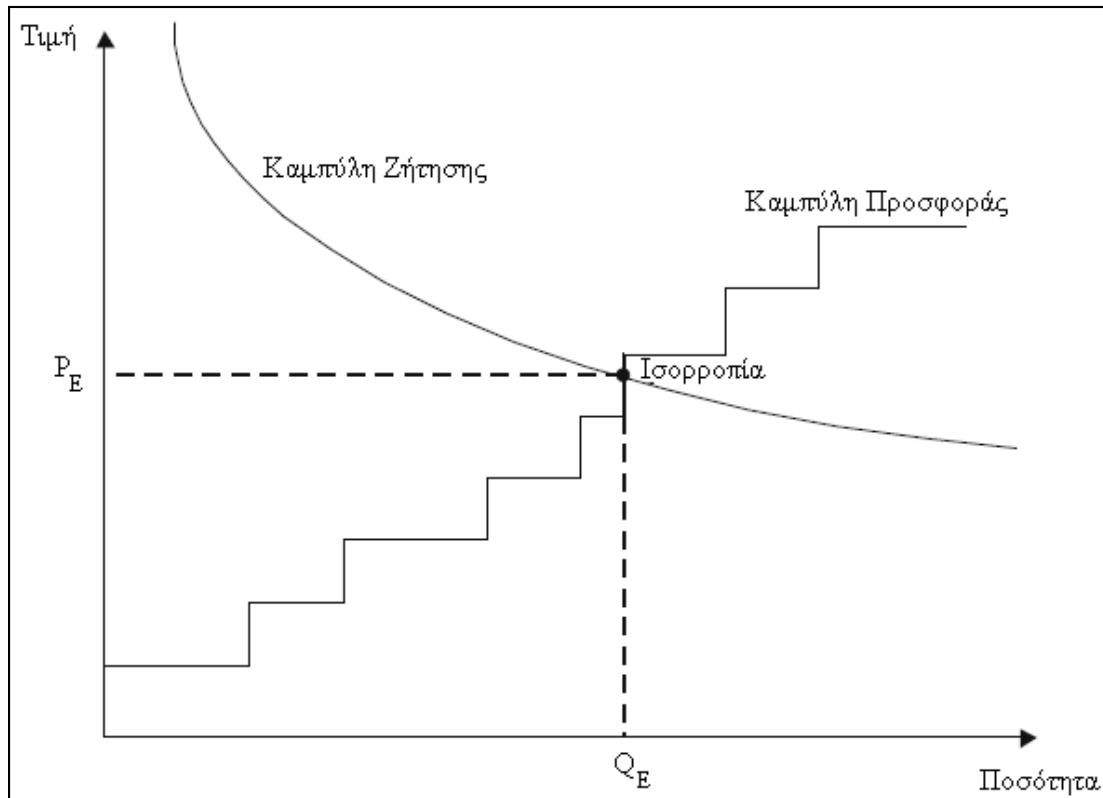 Τιμή
Καμπύλη Ζήτησης
Καμπύλη Προσφοράς
P_E
Ισορροπία
Q_E
Ποσότητα